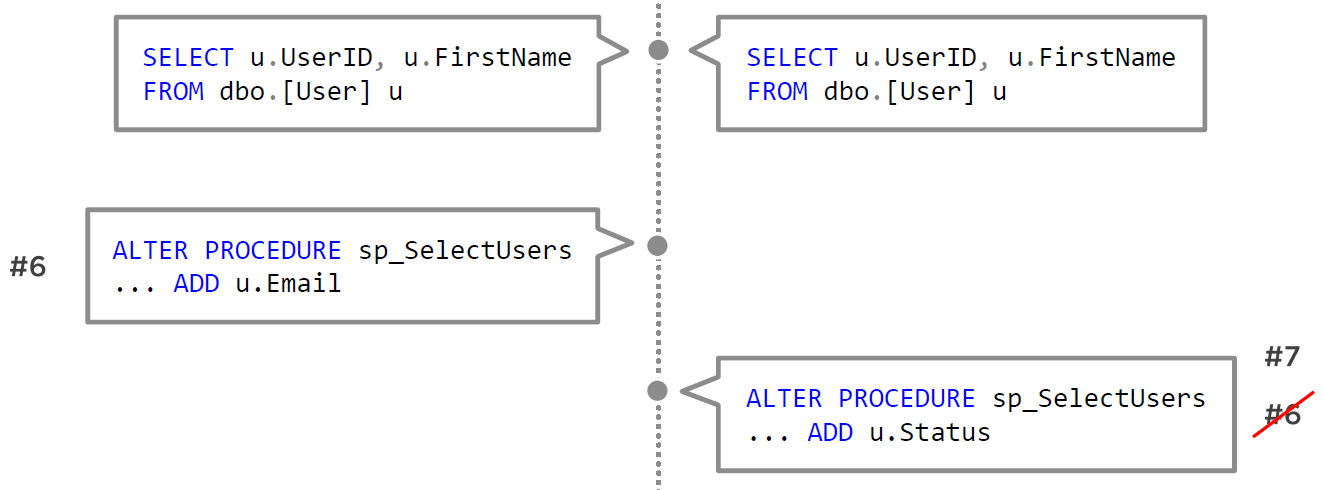 SELECT u.UserID, u.FirstName
FROM dbo.[User] u
SELECT u.UserID, u.FirstName
FROM dbo.[User] u
#6
ALTER PROCEDURE sp_SelectUsers
... ADD u.Email
ALTER PROCEDURE sp_SelectUsers
... ADD u.Status
#7
#6